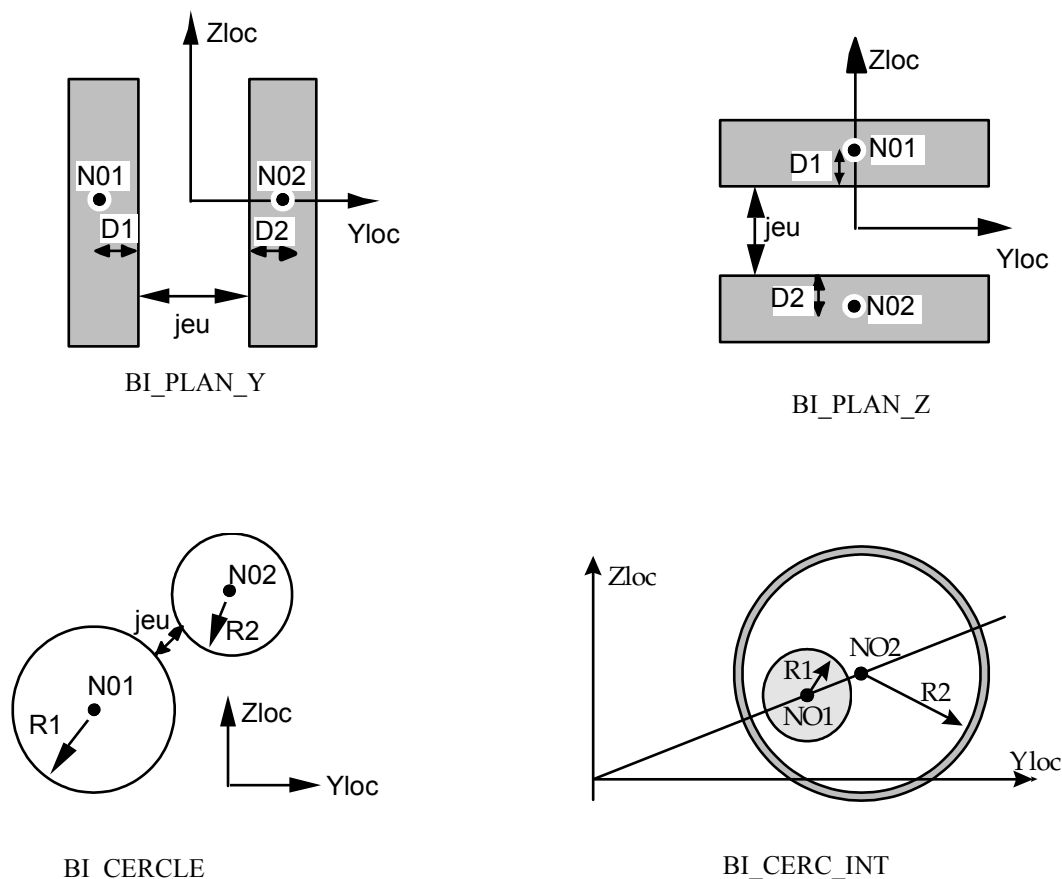 Zloc
N01
N02
D1
D2
Yloc
jeu
BI_PLAN_Y
Zloc
N01
D1
jeu
Yloc
D2
N02
BI_PLAN_Z
N02
jeu
R2
N01
R1
Zloc
Yloc
BI_CERCLE
Zloc
NO2
R1
R2
NO1
Yloc
BI_CERC_INT